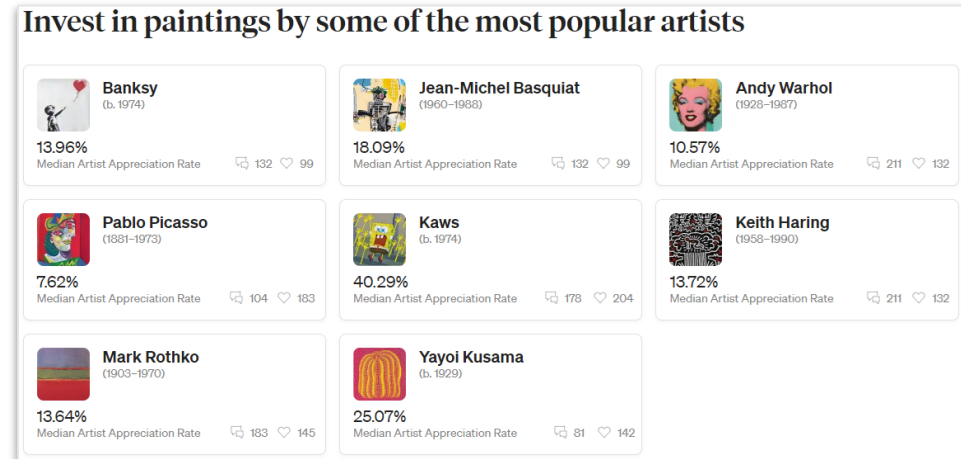 Invest in paintings by some of the most popular artists
Banksy
(b. 1974)
13.96%
Median Artist Appreciation Rate 132 99
Jean-Michel Basquiat
(1960–1988)
18.09%
Median Artist Appreciation Rate 132 99
Andy Warhol
(1928–1987)
10.57%
Median Artist Appreciation Rate 211 132
Pablo Picasso
(1881–1973)
7.62%
Median Artist Appreciation Rate 104 183
Kaws
(b. 1974)
40.29%
Median Artist Appreciation Rate 178 204
Keith Haring
(1958–1990)
13.72%
Median Artist Appreciation Rate 211 132
Mark Rothko
(1903–1970)
13.64%
Median Artist Appreciation Rate 183 145
Yayoi Kusama
(b. 1929)
25.07%
Median Artist Appreciation Rate 81 142